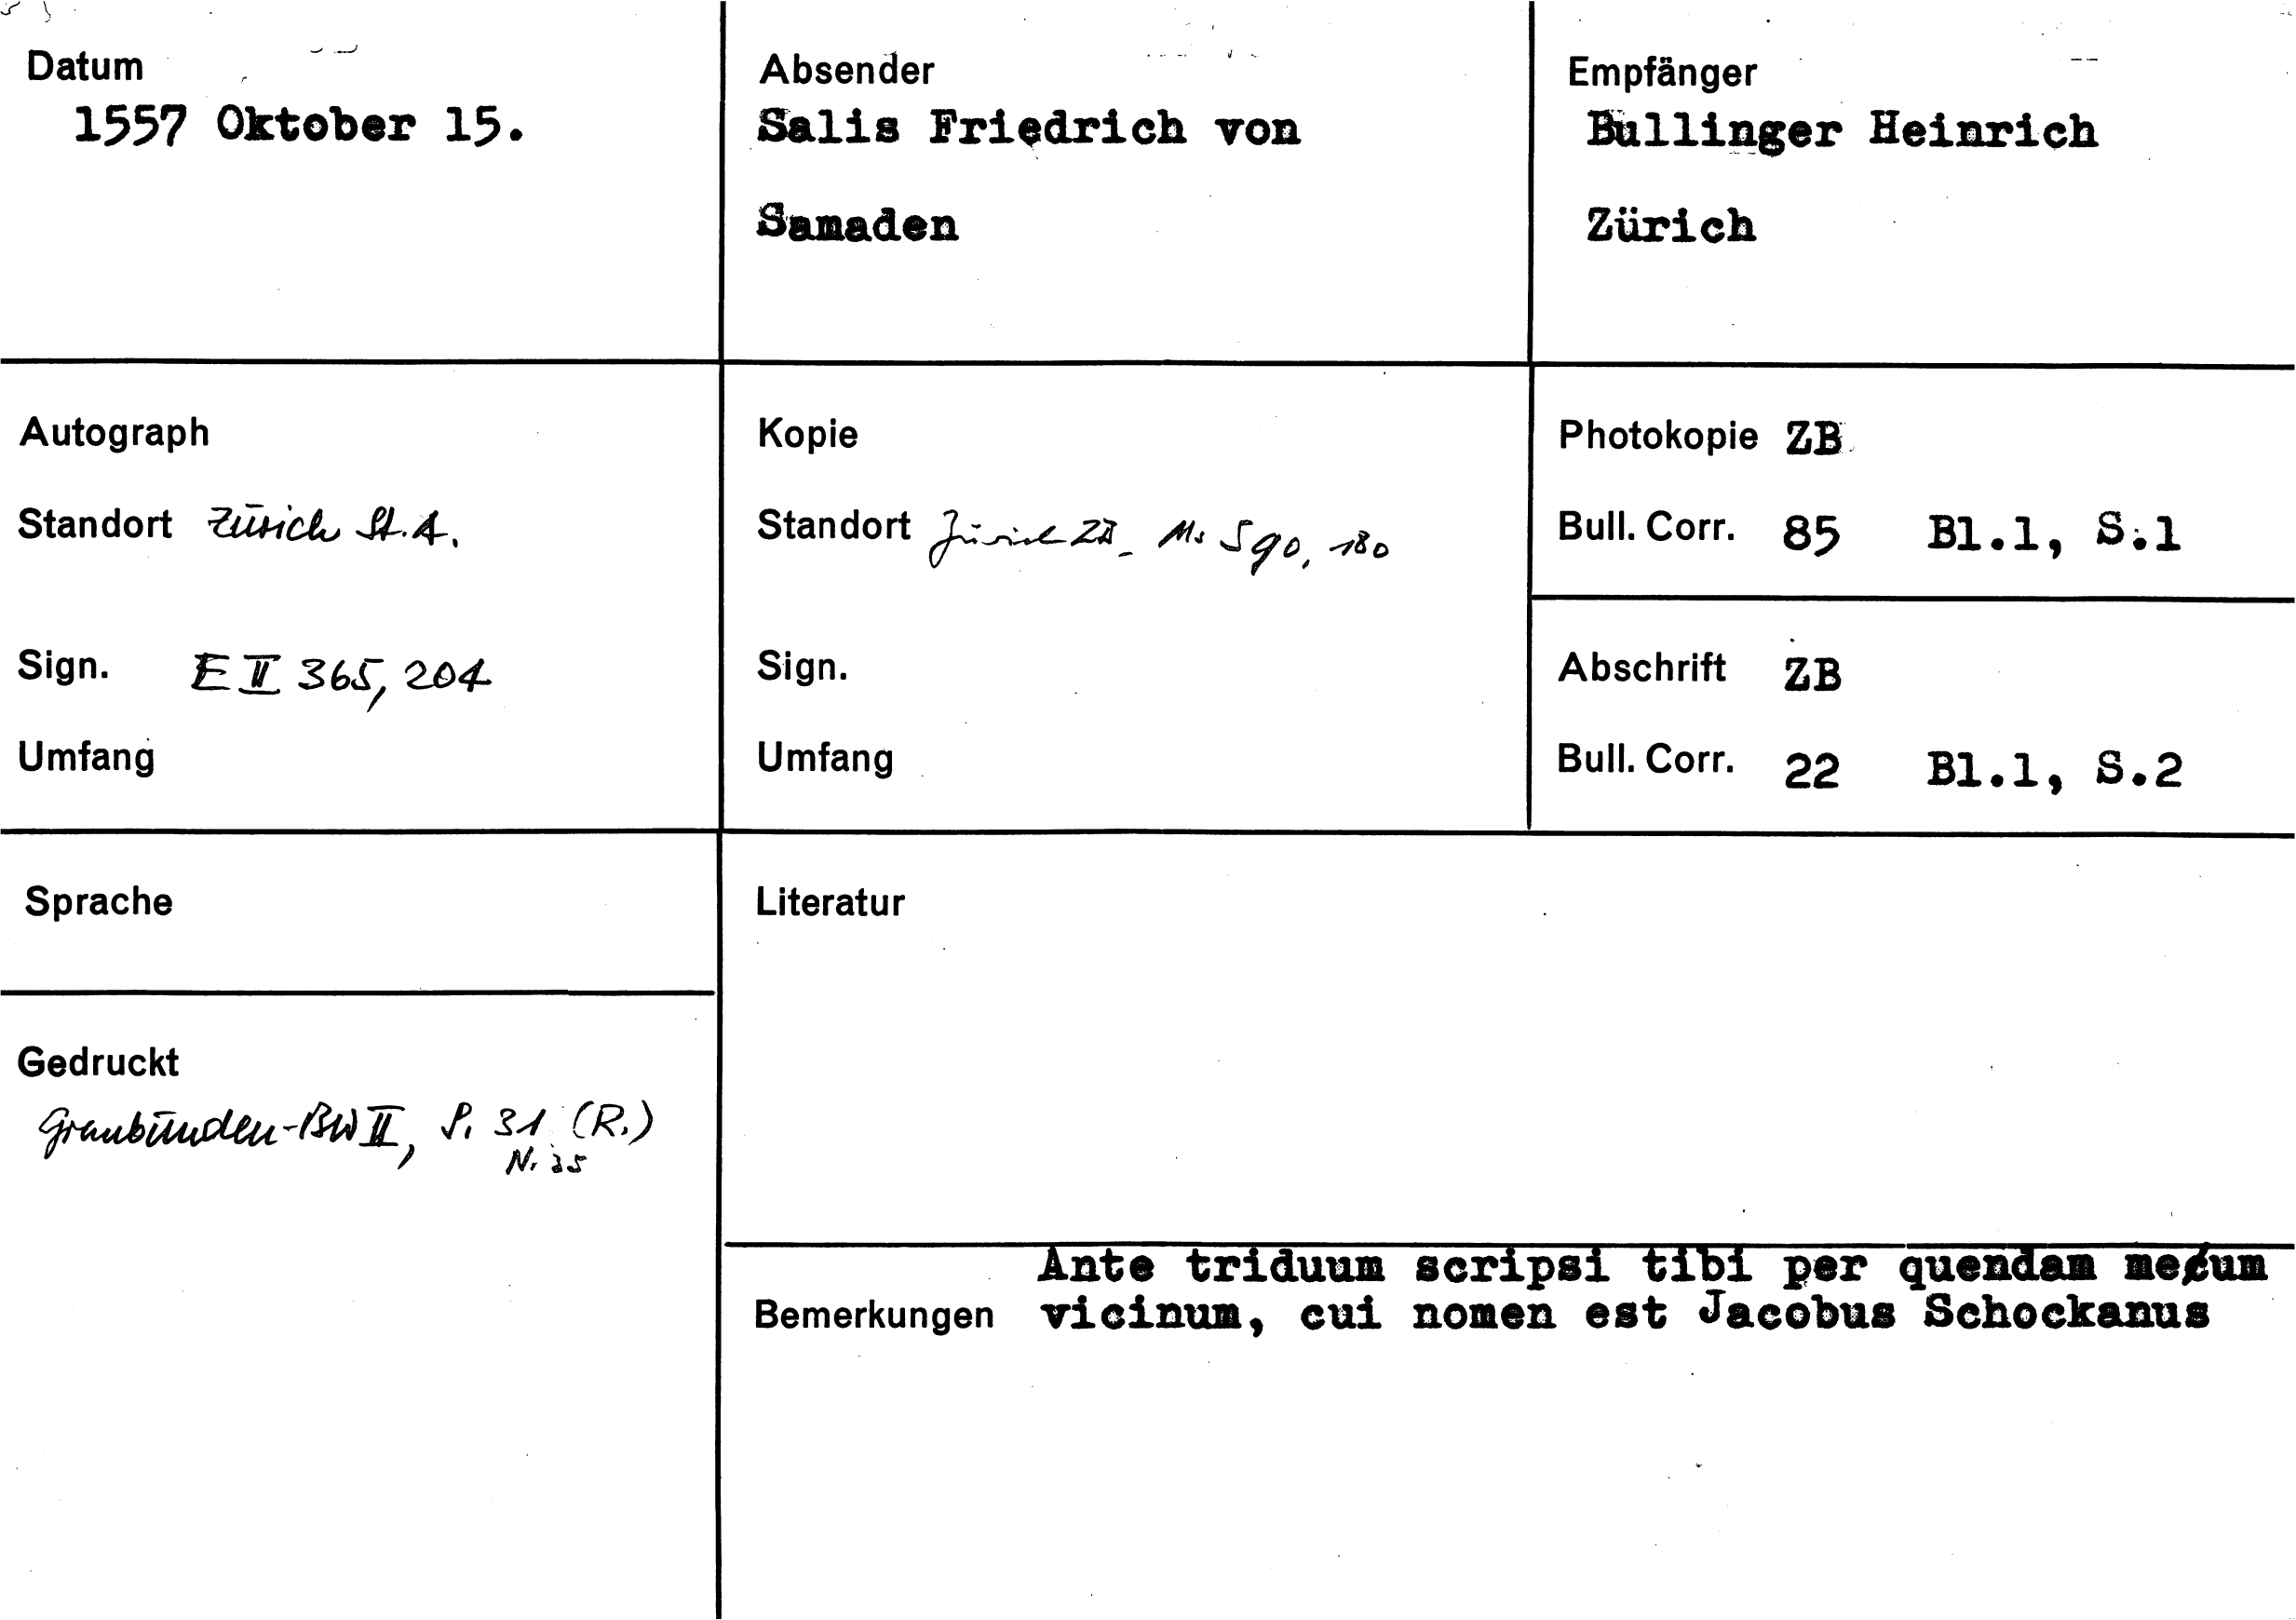 Datum
1557 Oktober 15.
Absender
Salis Friedrich von
Samaden
Empfänger
Bullinger Heinrich
Zürich
Autograph
Standort Zürich St.A.
Sign. E II 365, 204
Umfang
Kopie
Standort Zürich ZB Ms S 90, 180
Sign.
Umfang
Photokopie ZB
Bull. Corr. 85 Bl.1, S.1
Abschrift ZB
Bull. Corr. 22 Bl.1, S.2
Sprache
Gedruckt
Graubünden-BW II, S. 31 (R.)
Literatur
Ante triduum scripsi tibi per quendam
Bemerkungen vicinum, cui nomen est Jacobus Schockanus